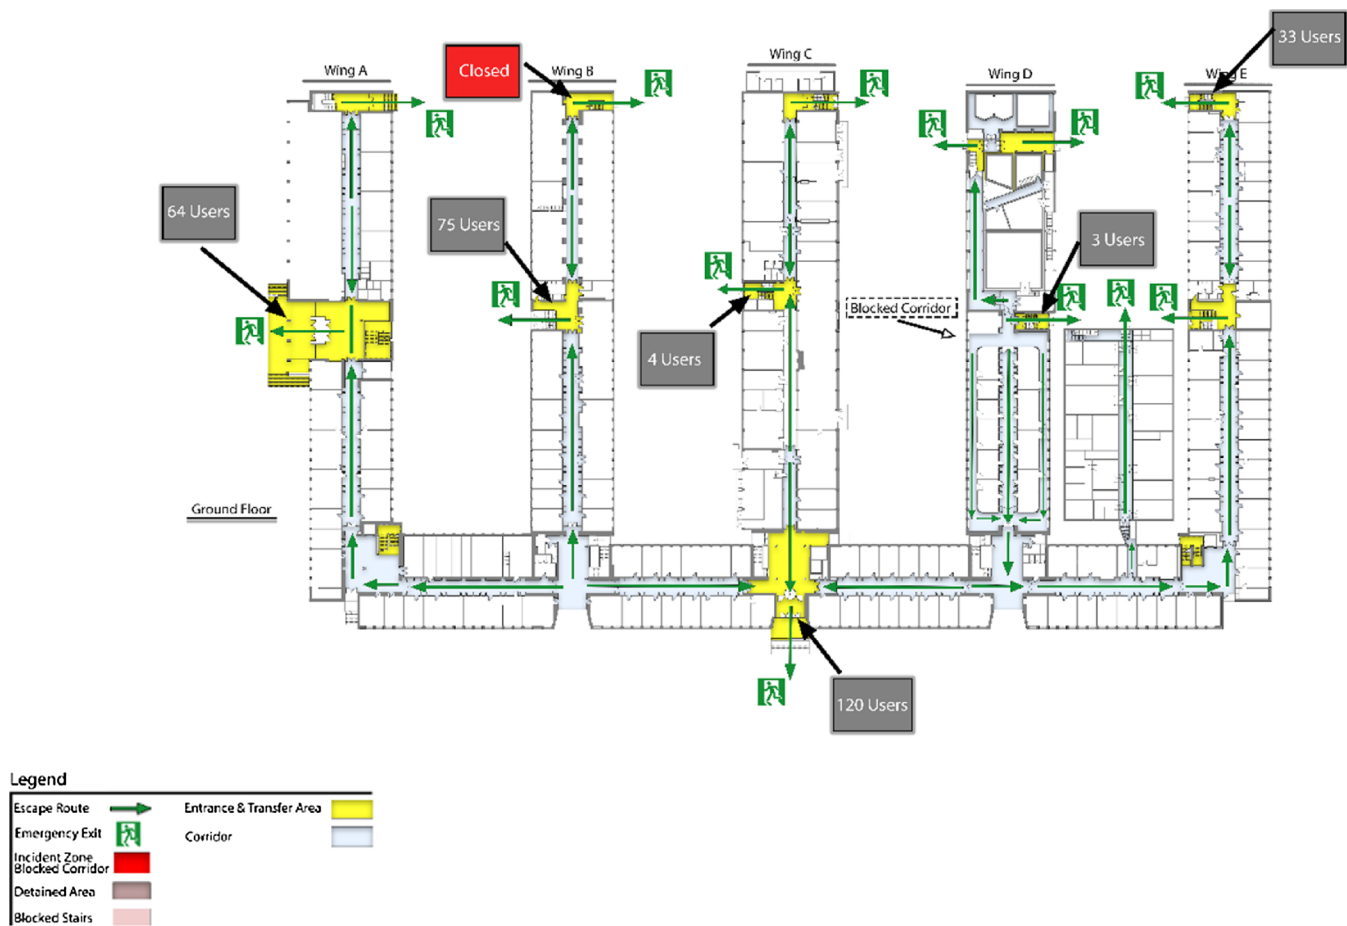 33 Users
Wing A
Closed
Wing B
Wing C
Wing D
Wing E
64 Users
75 Users
3 Users
Blocked Corridor
4 Users
Ground Floor
120 Users
Legend
Escape Route
Entrance & Transfer Area
Emergency Exit
Corridor
Incident Zone
Blocked Corridor
Detained Area
Blocked Stairs